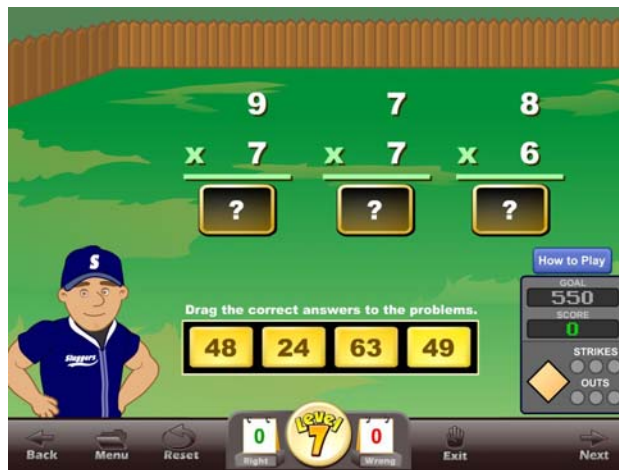 9 7 8
x 7 x 7 x 6
? ? ?
S
How to Play
GOAL
550
SCORE
0
Drag the correct answers to the problems.
48 24 63 49
Sluggers
STRIKES
OUTS
Level
7
0 0
Right Wrong
Back Menu Reset Exit Next